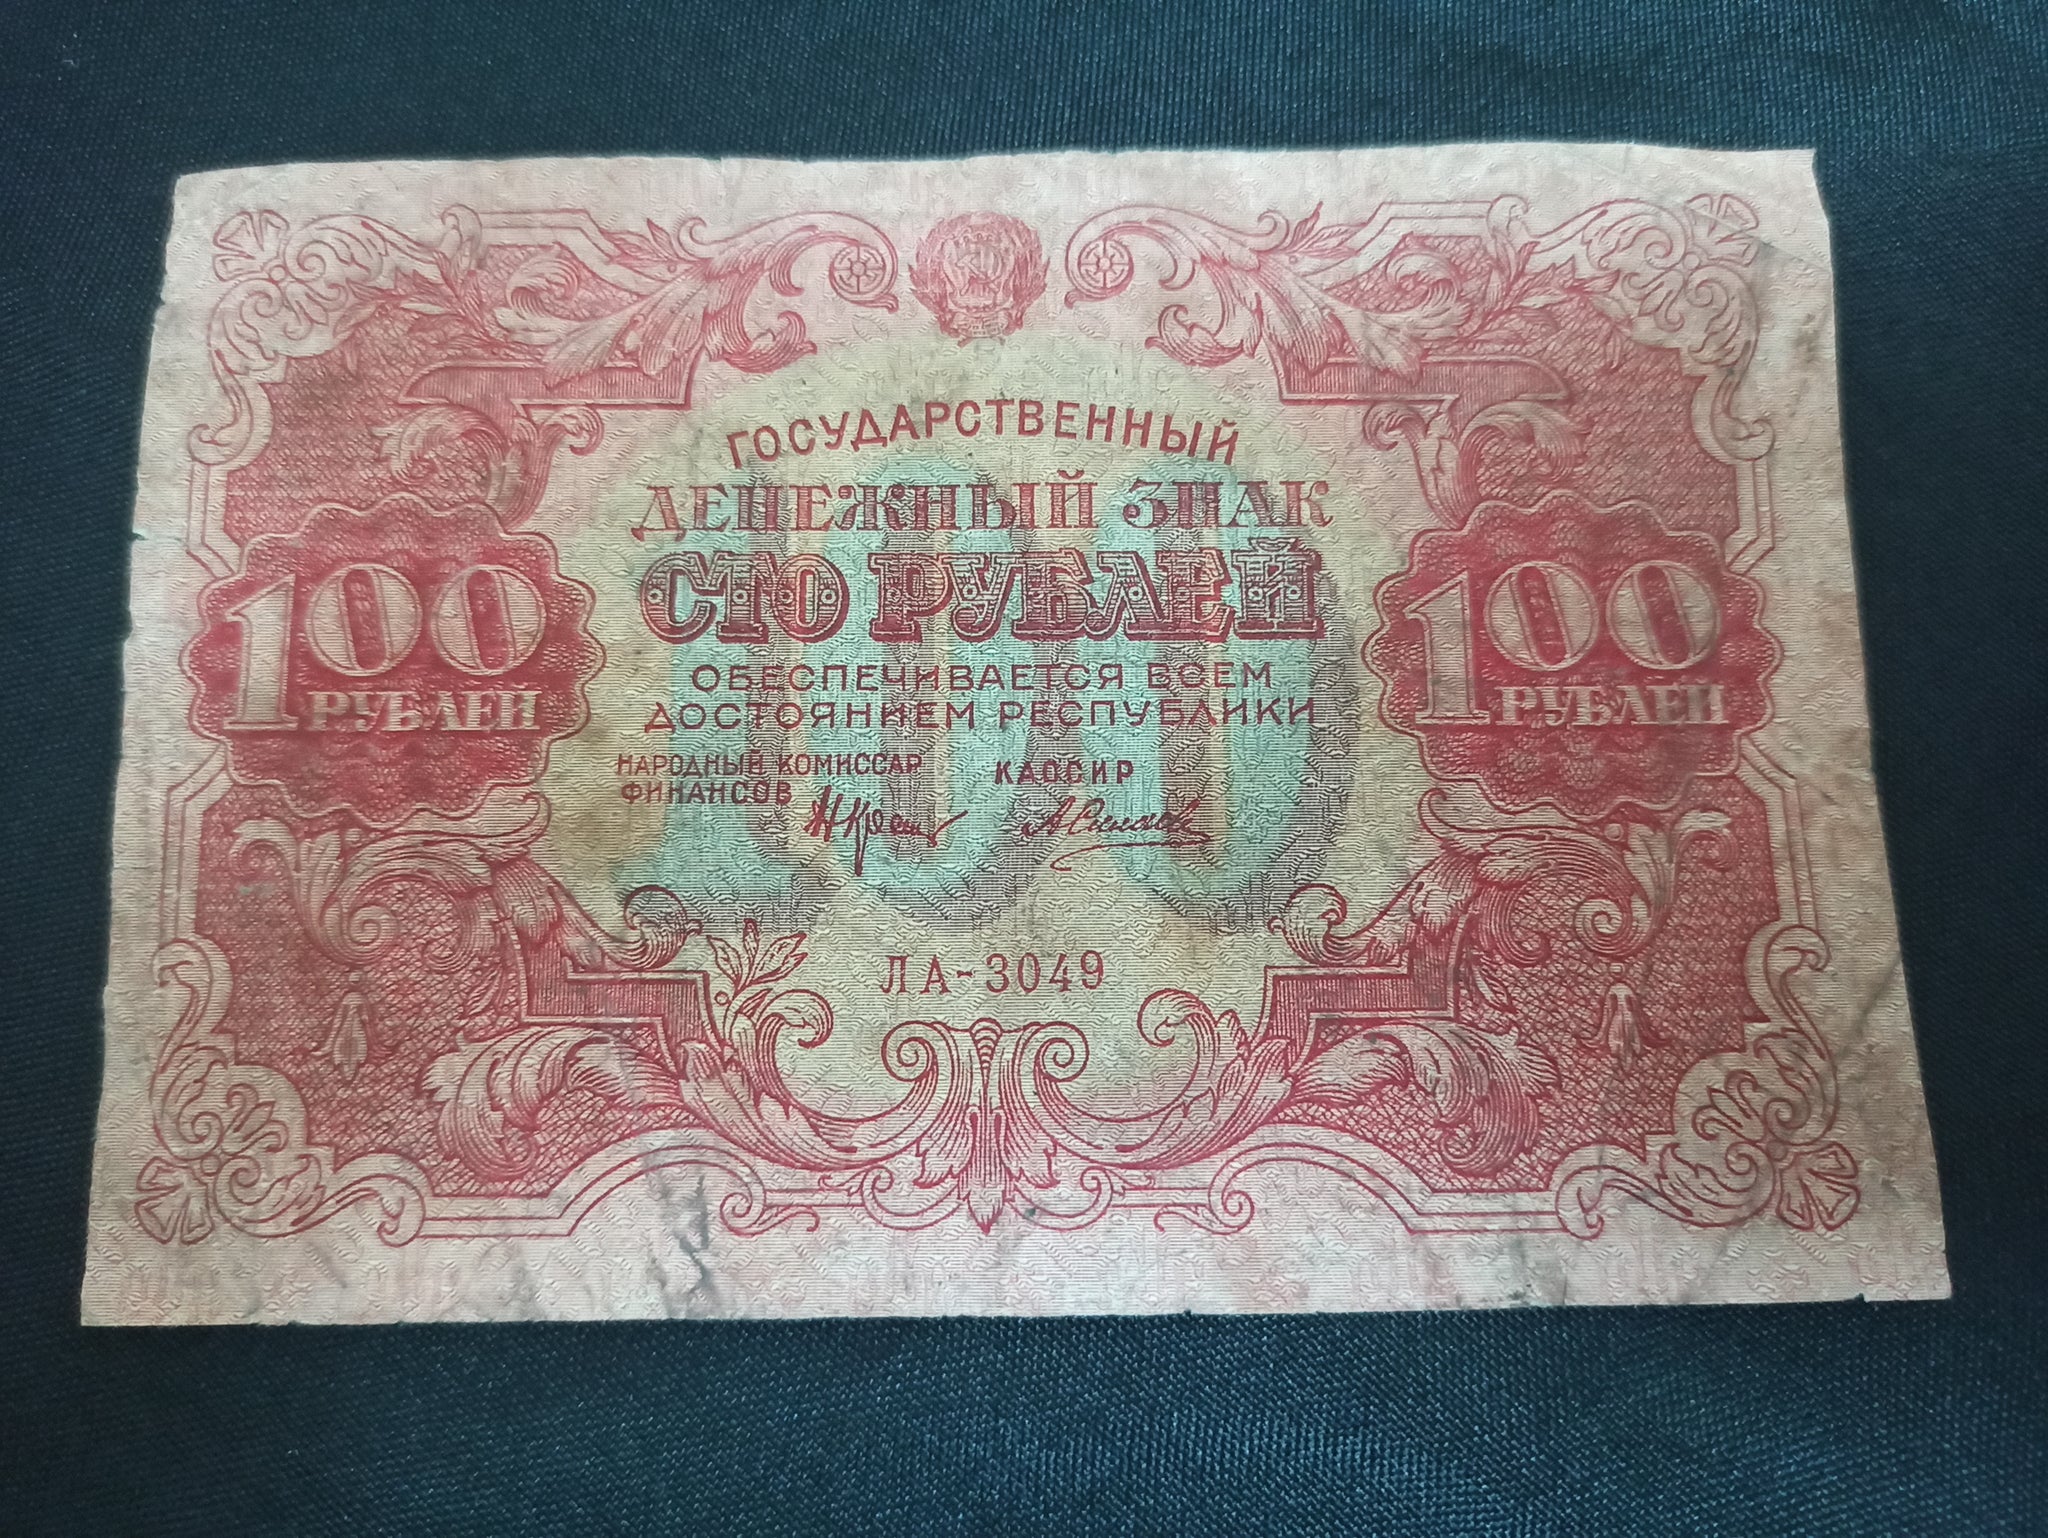 ГОСУДАРСТВЕННЫЙ
ДЕНЕЖНЫЙ ЗНАК
СТО РУБЛЕЙ
100
РУБЛЕЙ
100
РУБЛЕЙ
ОБЕСПЕЧИВАЕТСЯ ВСЕМ
ДОСТОЯНИЕМ РЕСПУБЛИКИ
НАРОДНЫЙ КОМИССАР
ФИНАНСОВ
КАССИР
ЛА-3049